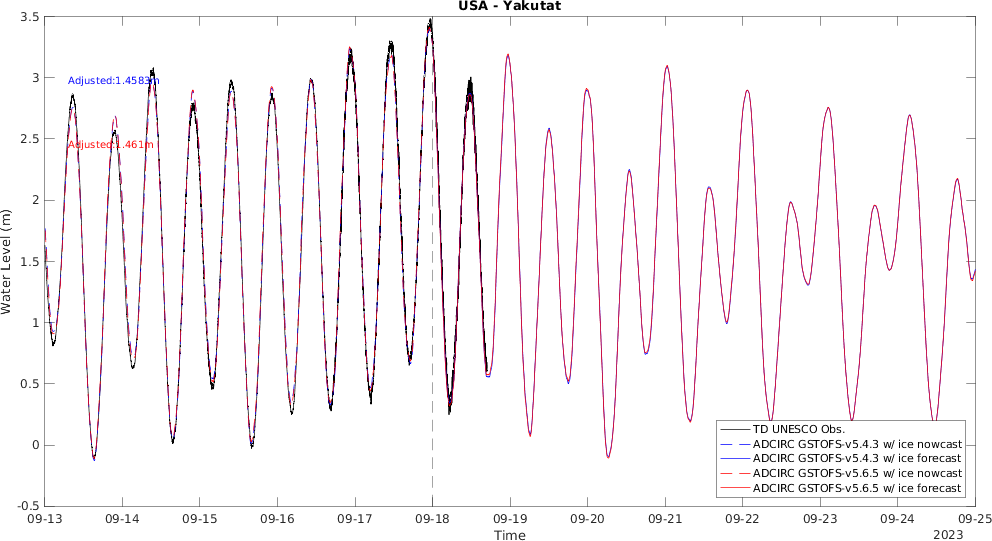 USA - Yakutat
3.5
3
2.5
2
1.5
1
0.5
0
-0.5
Water Level (m)
Adjusted:1.4583m
Adjusted:1.461m
TD UNESCO Obs.
ADCIRC GSTOFS-v5.4.3 w/ ice nowcast
ADCIRC GSTOFS-v5.4.3 w/ ice forecast
ADCIRC GSTOFS-v5.6.5 w/ ice nowcast
ADCIRC GSTOFS-v5.6.5 w/ ice forecast
09-13 09-14 09-15 09-16 09-17 09-18 09-19 09-20 09-21 09-22 09-23 09-24 09-25
Time
2023